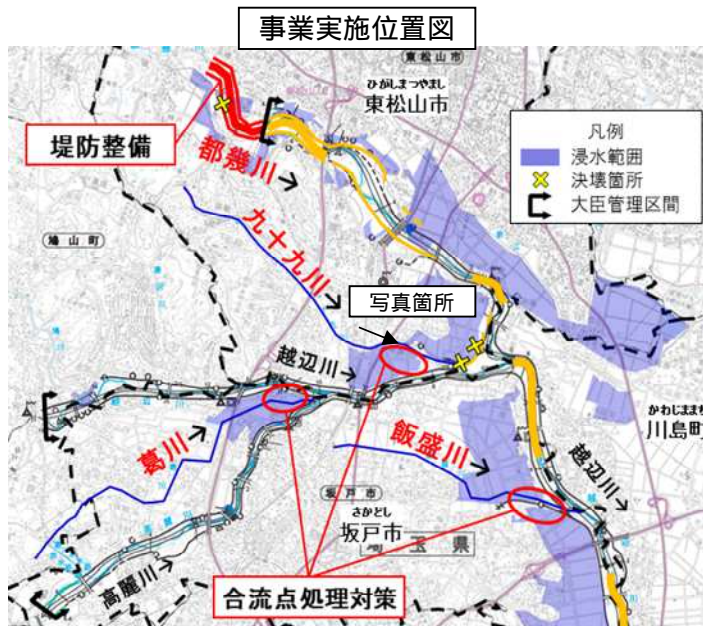 事業実施位置図
東松山市
ひがしまつやまし
東松山市
堤防整備
都幾川
凡例
浸水範囲
決壊箇所
大臣管理区間
九十九川
鳩山町
写真箇所
越辺川
かわじままち
川島町
葛川
飯盛川
越辺川
坂戸市
さかどし
坂戸市
埼玉県
高麗川
合流点処理対策